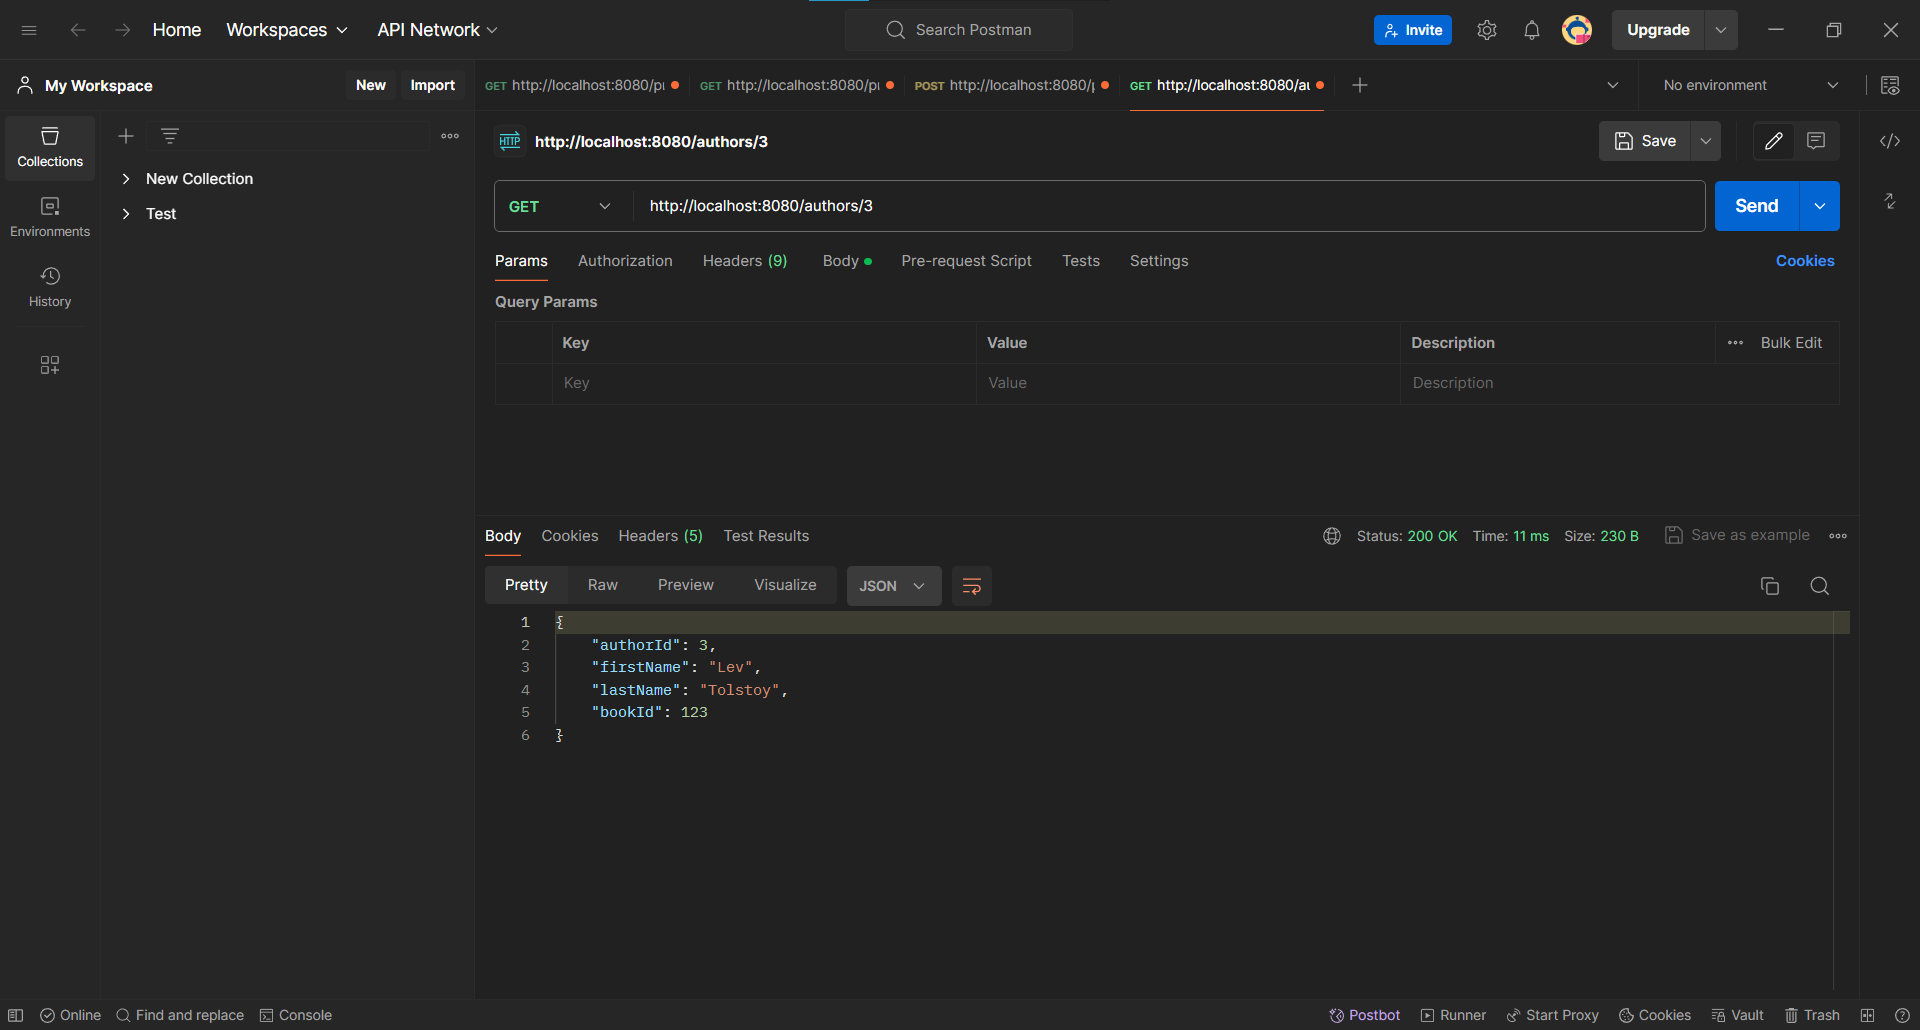 Home Workspaces API Network Search Postman Invite Upgrade
My Workspace New Import GET http://localhost:8080/pu GET http://localhost:8080/pu POST http://localhost:8080/ GET http://localhost:8080/au No environment
Collections
Environments
History
New Collection
Test
HTTP http://localhost:8080/authors/3 Save
GET http://localhost:8080/authors/3 Send
Params Authorization Headers (9) Body Pre-request Script Tests Settings Cookies
Query Params
Key Value Description Bulk Edit
Key Value Description
Body Cookies Headers (5) Test Results Status: 200 OK Time: 11 ms Size: 230 B Save as example
Pretty Raw Preview Visualize JSON
1 {
2 "authorId": 3,
3 "firstName": "Lev",
4 "lastName": "Tolstoy",
5 "bookId": 123
6 }
Online Find and replace Console Postbot Runner Start Proxy Cookies Vault Trash